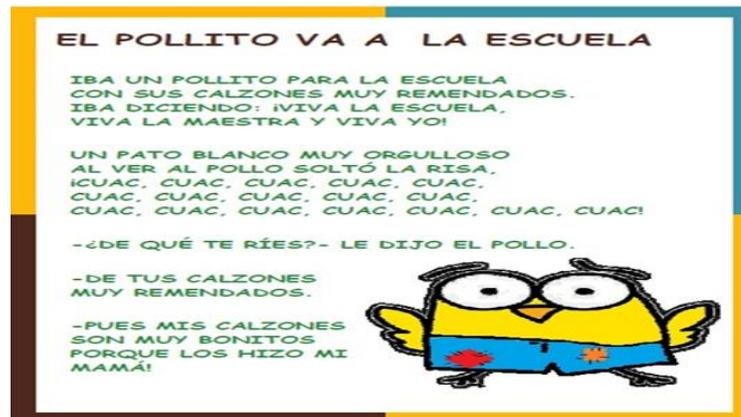 EL POLLITO VA A LA ESCUELA
IBA UN POLLITO PARA LA ESCUELA
CON SUS CALZONES MUY REMENDADOS.
IBA DICIENDO: ¡VIVA LA ESCUELA,
VIVA LA MAESTRA Y VIVA YO!
UN PATO BLANCO MUY ORGULLOSO
AL VER AL POLLO SOLTÓ LA RISA,
¡CUAC, CUAC, CUAC, CUAC, CUAC,
CUAC, CUAC, CUAC, CUAC, CUAC,
CUAC, CUAC, CUAC, CUAC, CUAC, CUAC, CUAC!
-¿DE QUÉ TE RÍES?- LE DIJO EL POLLO.
-DE TUS CALZONES
MUY REMENDADOS.
-PUES MIS CALZONES
SON MUY BONITOS
PORQUE LOS HIZO MI
MAMÁ!